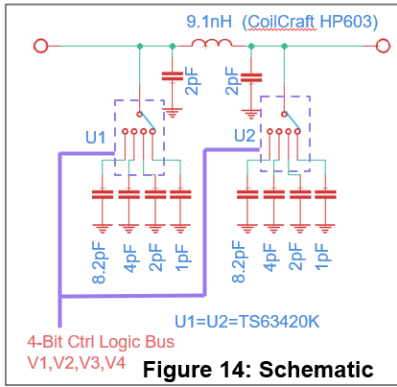 9.1nH (CoilCraft HP603)
2pF
2pF
U1
U2
8.2pF
4pF
2pF
1pF
8.2pF
4pF
2pF
1pF
U1=U2=TS63420K
4-Bit Ctrl Logic Bus
V1,V2,V3,V4
Figure 14: Schematic